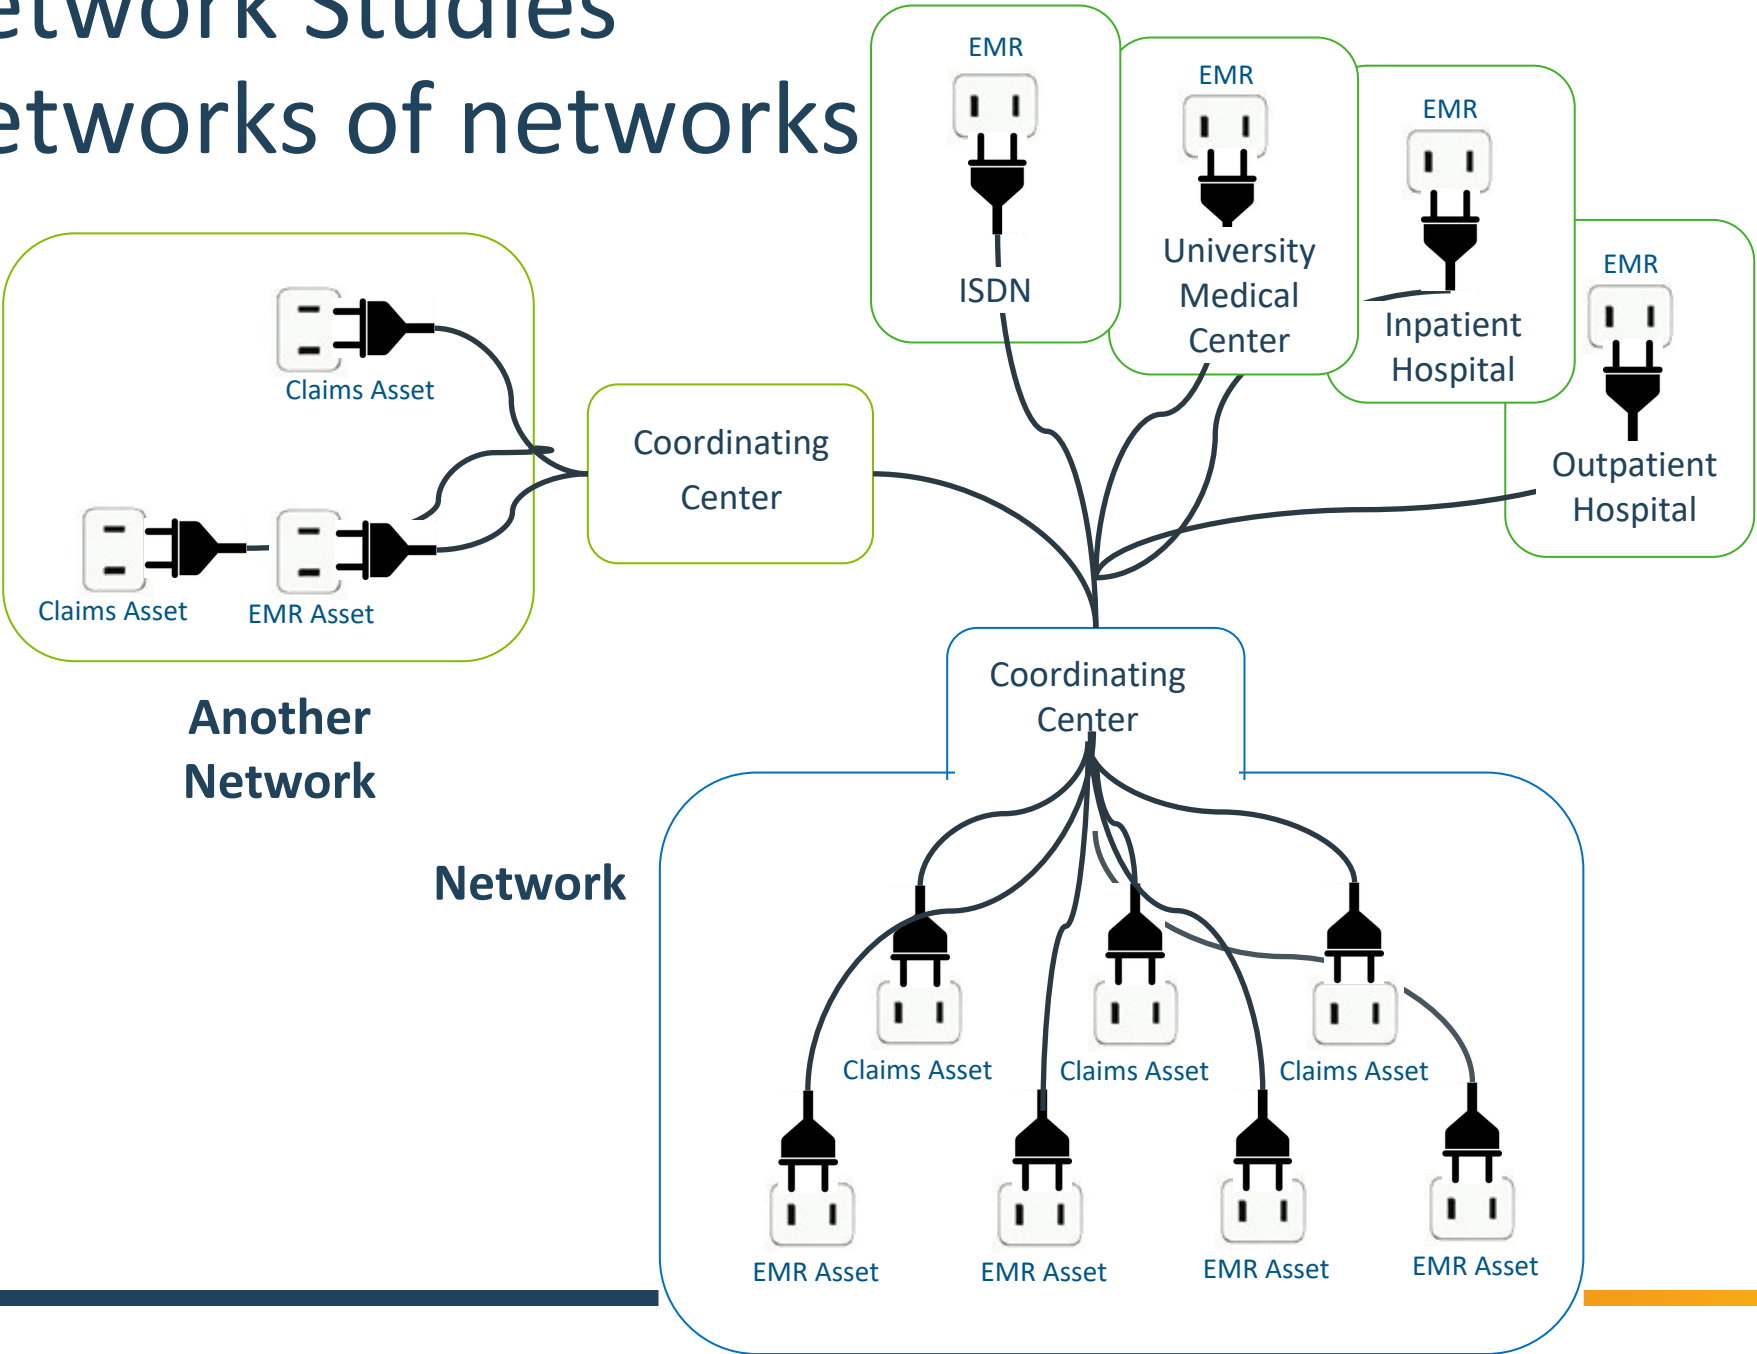 etwork Studies
etworks of networks
EMR
ISDN
EMR
University
Medical
Center
EMR
Inpatient
Hospital
EMR
Outpatient
Hospital
Claims Asset
Claims Asset
EMR Asset
Coordinating
Center
Another
Network
Coordinating
Center
Network
Claims Asset
Claims Asset
Claims Asset
EMR Asset
EMR Asset
EMR Asset
EMR Asset